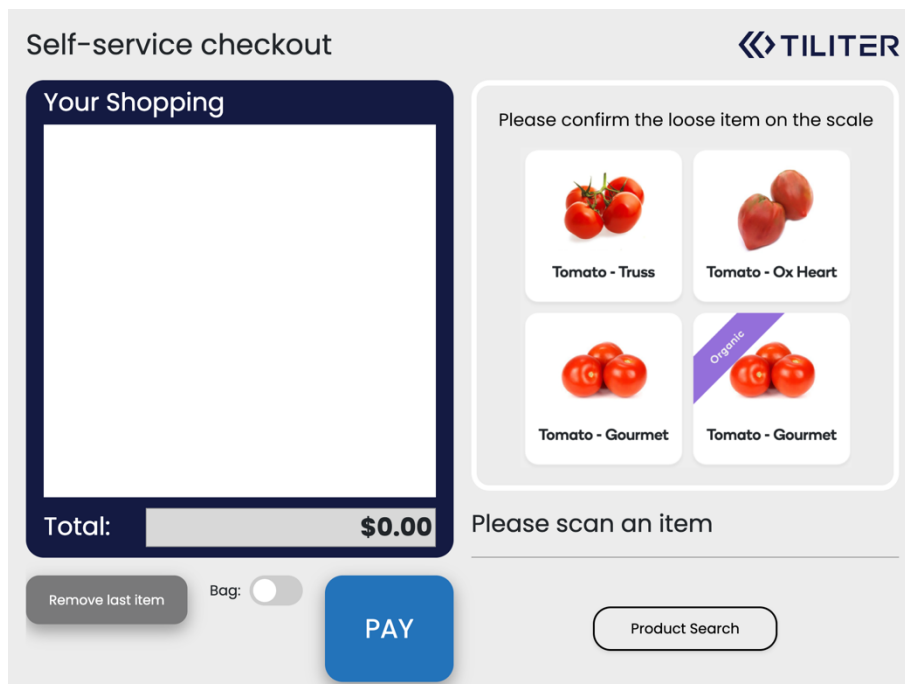 Self-service checkout
TILITER
Your Shopping
Please confirm the loose item on the scale
Tomato - Truss
Tomato - Ox Heart
Organic
Tomato - Gourmet
Tomato - Gourmet
Total:
$0.00
Please scan an item
Remove last item
Bag:
PAY
Product Search